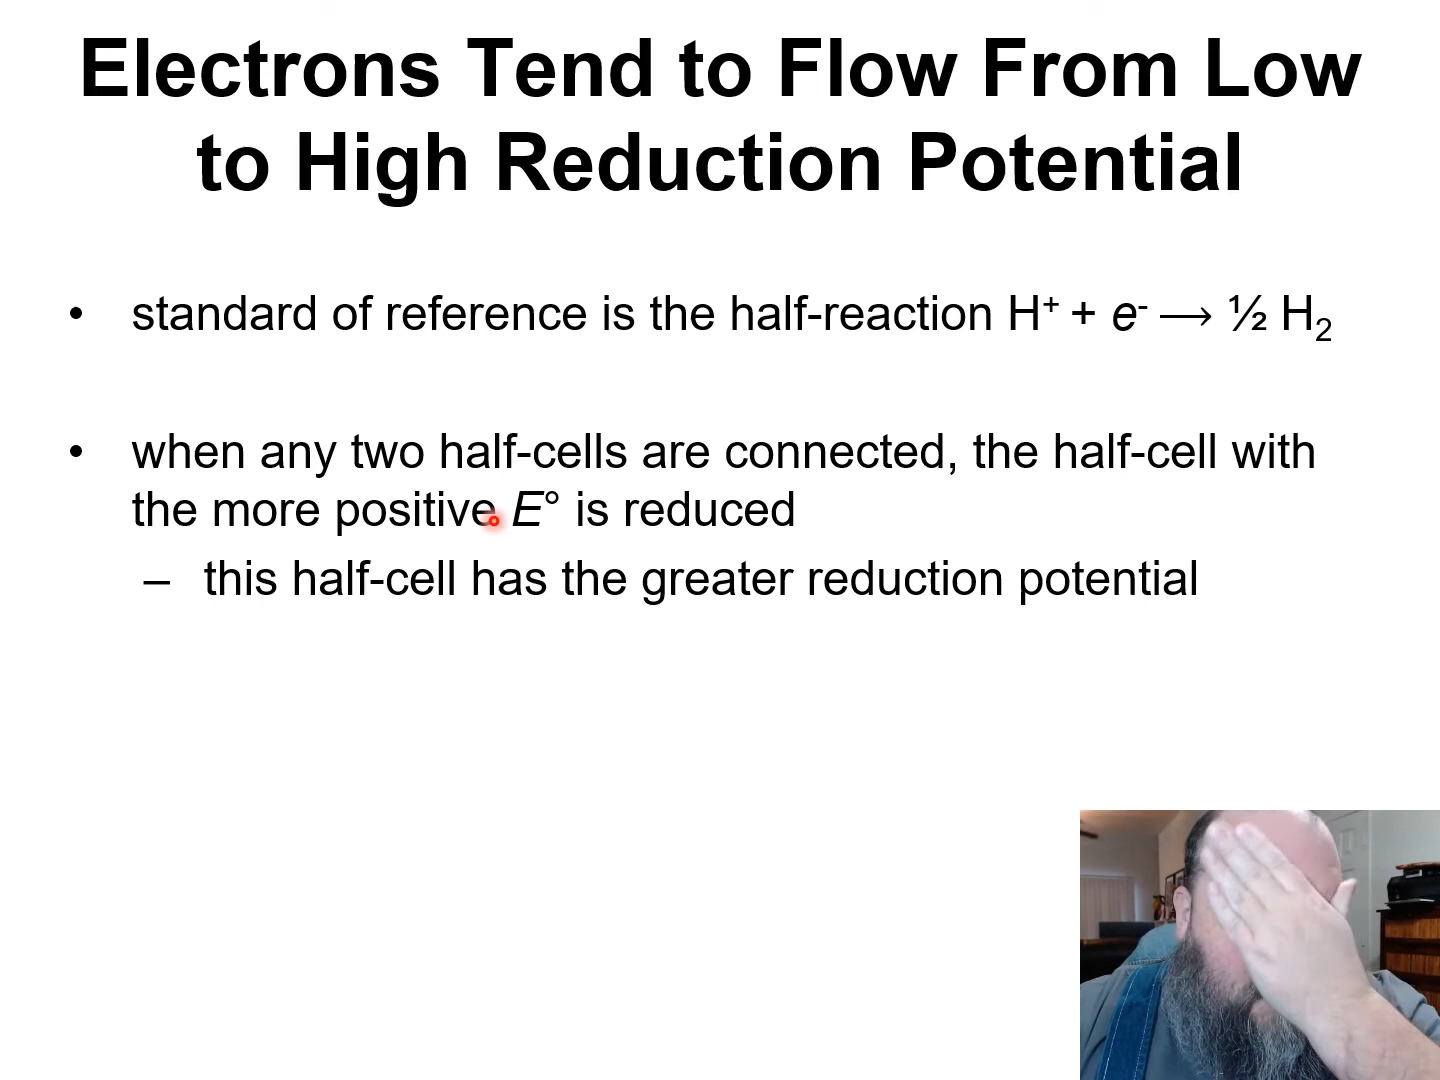 Electrons Tend to Flow From Low
to High Reduction Potential
• standard of reference is the half-reaction H⁺ + e⁻ ⟶ ½ H₂
• when any two half-cells are connected, the half-cell with
the more positive E° is reduced
– this half-cell has the greater reduction potential